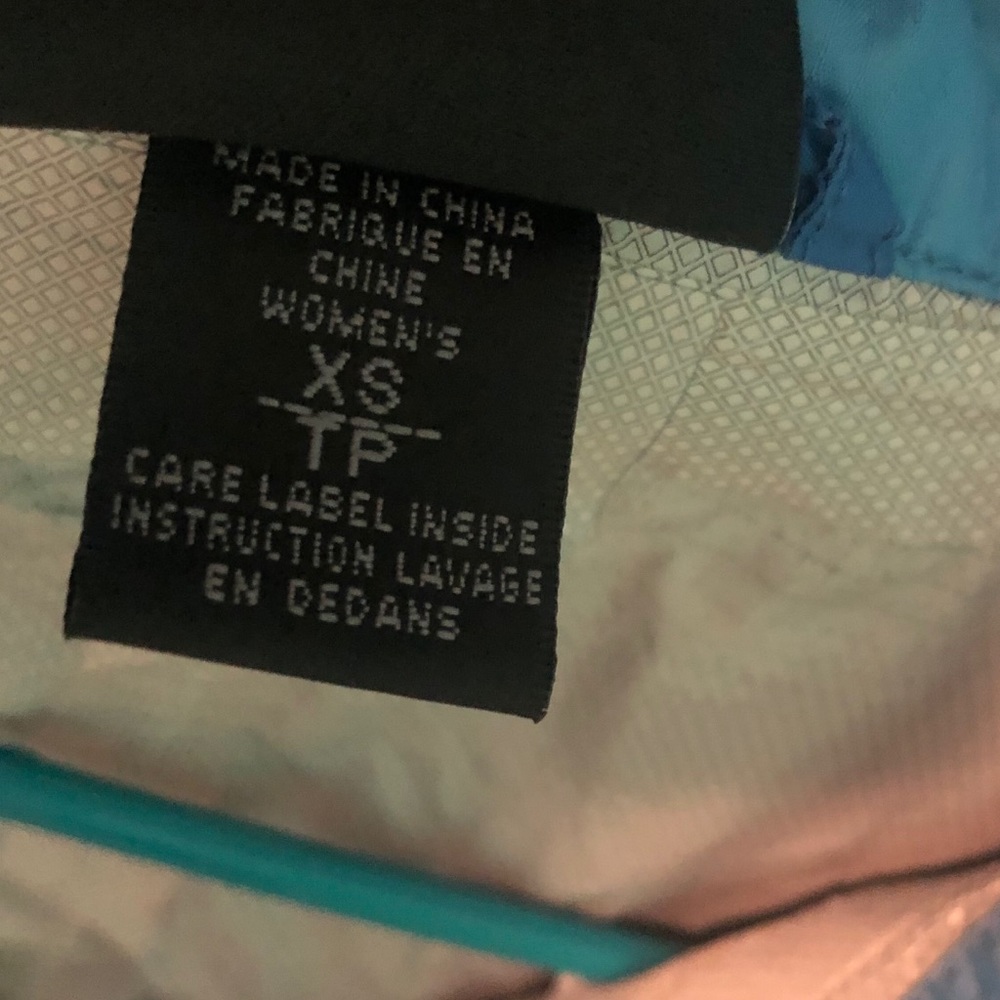 MADE IN CHINA
FABRIQUE EN
CHINE
WOMEN'S
XS
TP
CARE LABEL INSIDE
INSTRUCTION LAVAGE
EN DEDANS